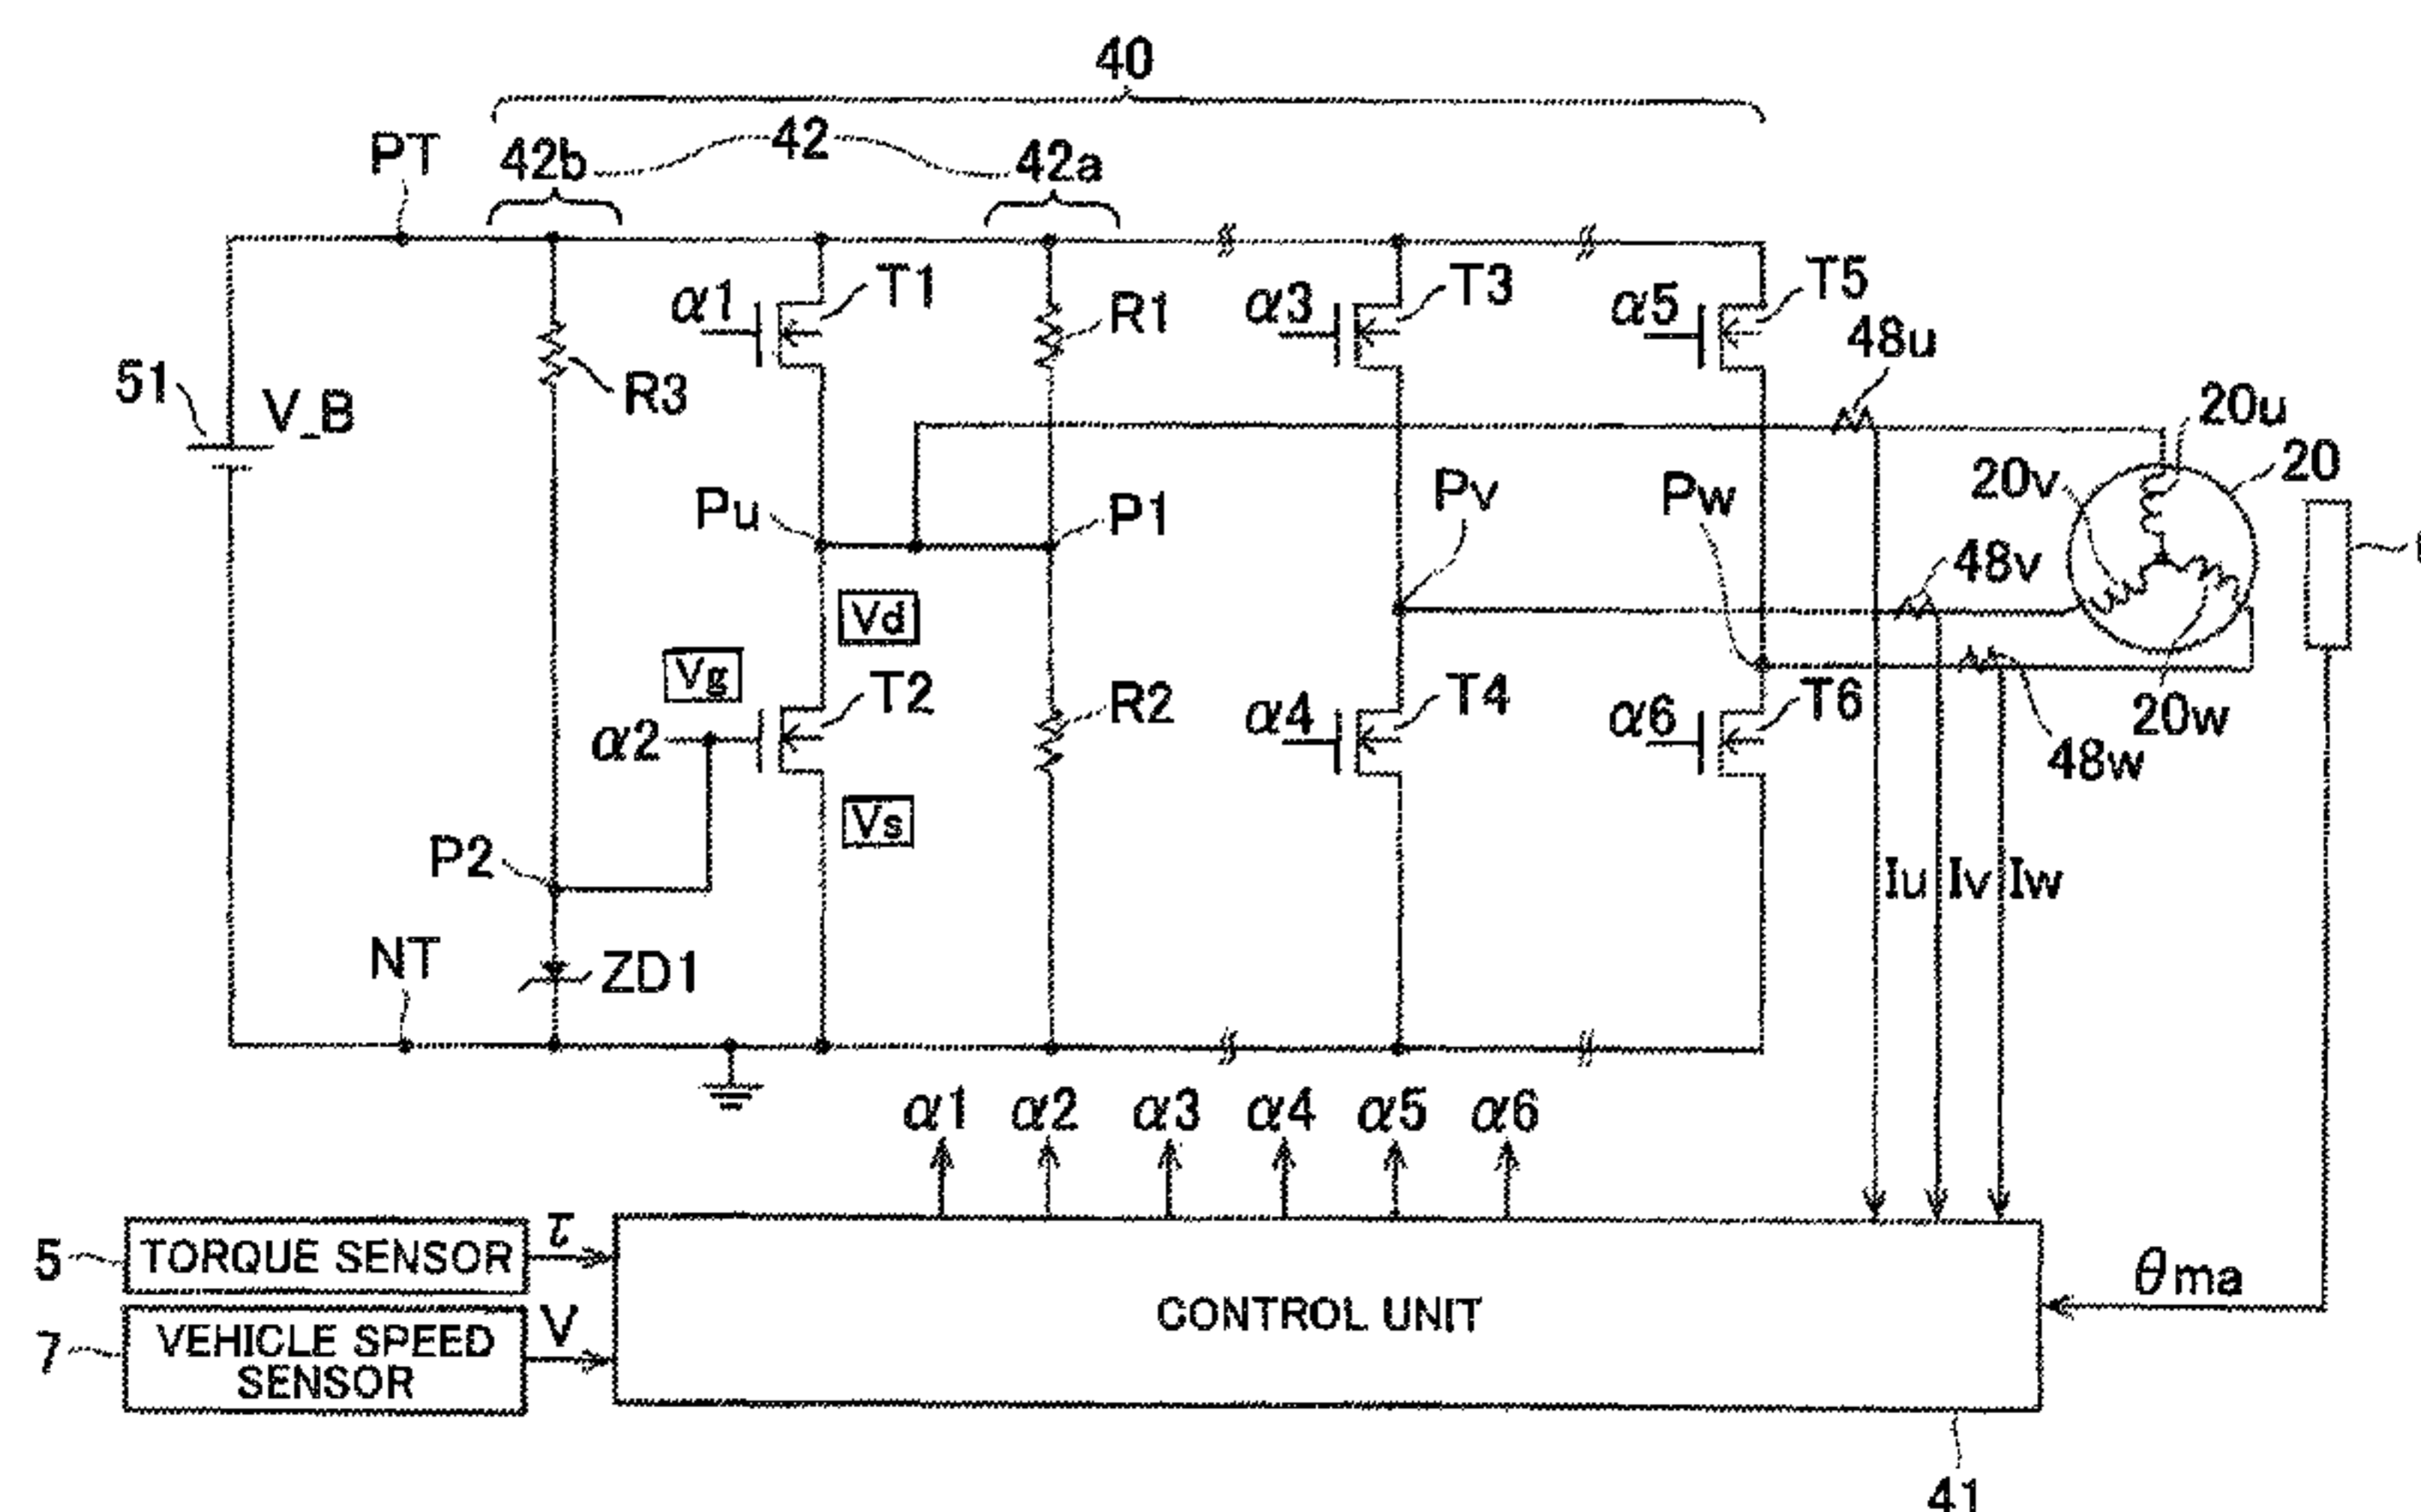 40
PT
42b
42
42a
α1
T1
R1
α3
T3
α5
T5
48u
51
V_B
R3
20u
20v
20
Pu
P1
Pv
Pw
48v
Vd
Vg
α2
T2
R2
α4
T4
α6
T6
20w
48w
Vs
P2
Iu
Iv
Iw
NT
ZD1
α1
α2
α3
α4
α5
α6
5
TORQUE SENSOR
τ
θma
CONTROL UNIT
7
VEHICLE SPEED
SENSOR
V
41